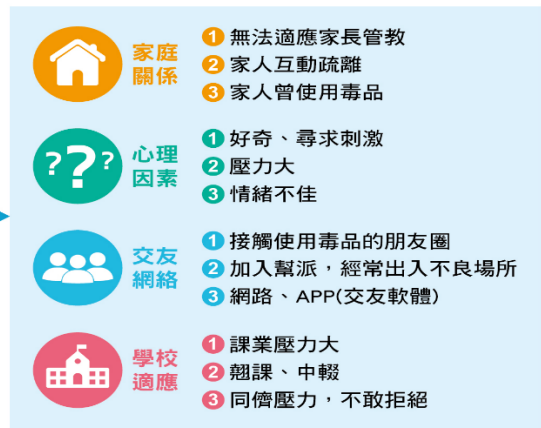 家庭
關係
1 無法適應家長管教
2 家人互動疏離
3 家人曾使用毒品
???
心理
因素
1 好奇、尋求刺激
2 壓力大
3 情緒不佳
交友
網絡
1 接觸使用毒品的朋友圈
2 加入幫派，經常出入不良場所
3 網路、APP(交友軟體)
學校
適應
1 課業壓力大
2 翹課、中輟
3 同儕壓力，不敢拒絕